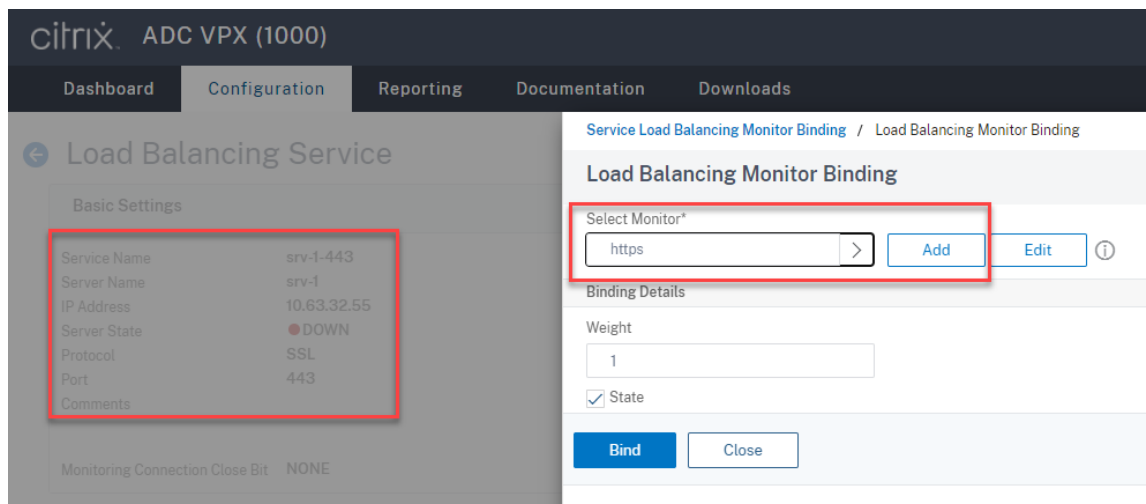 citrix. ADC VPX (1000)
Dashboard Configuration Reporting Documentation Downloads
Load Balancing Service
Basic Settings
Service Name srv-1-443
Server Name srv-1
IP Address 10.63.32.55
Server State DOWN
Protocol SSL
Port 443
Comments
Monitoring Connection Close Bit NONE
Service Load Balancing Monitor Binding / Load Balancing Monitor Binding
Load Balancing Monitor Binding
Select Monitor*
https > Add Edit
Binding Details
Weight
1
State
Bind Close